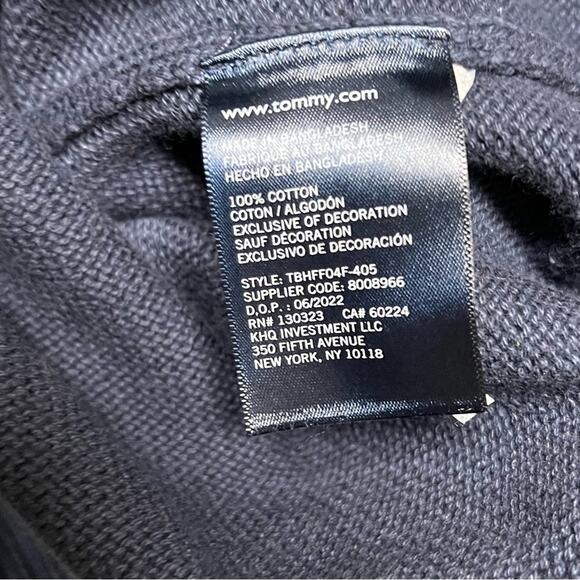 www.tommy.com
MADE IN BANGLADESH
FABRIQUÉ AU BANGLADESH
HECHO EN BANGLADESH
100% COTTON
COTON / ALGODÓN
EXCLUSIVE OF DECORATION
SAUF DÉCORATION
EXCLUSIVO DE DECORACIÓN
STYLE: TBHFF04F-405
SUPPLIER CODE: 8008966
D.O.P. : 06/2022
RN# 130323 CA# 60224
KHQ INVESTMENT LLC
350 FIFTH AVENUE
NEW YORK, NY 10118